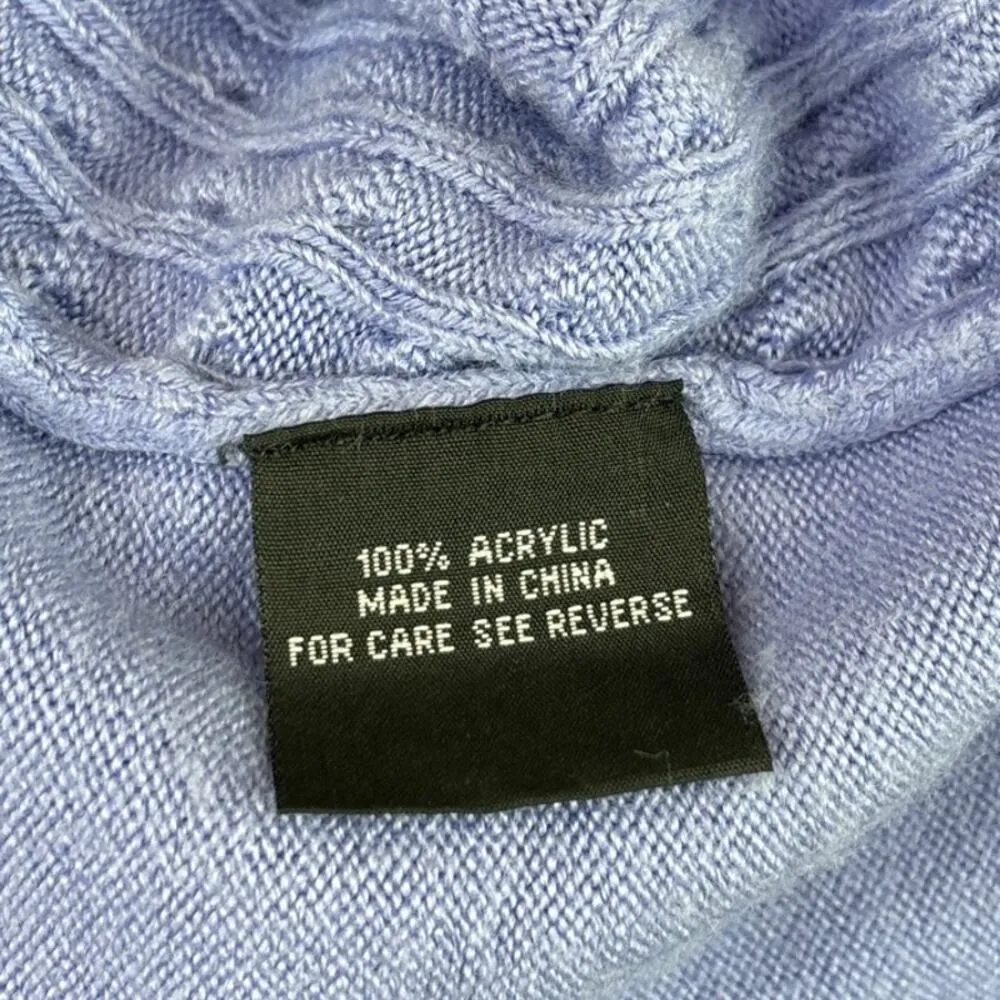 100% ACRYLIC
MADE IN CHINA
FOR CARE SEE REVERSE